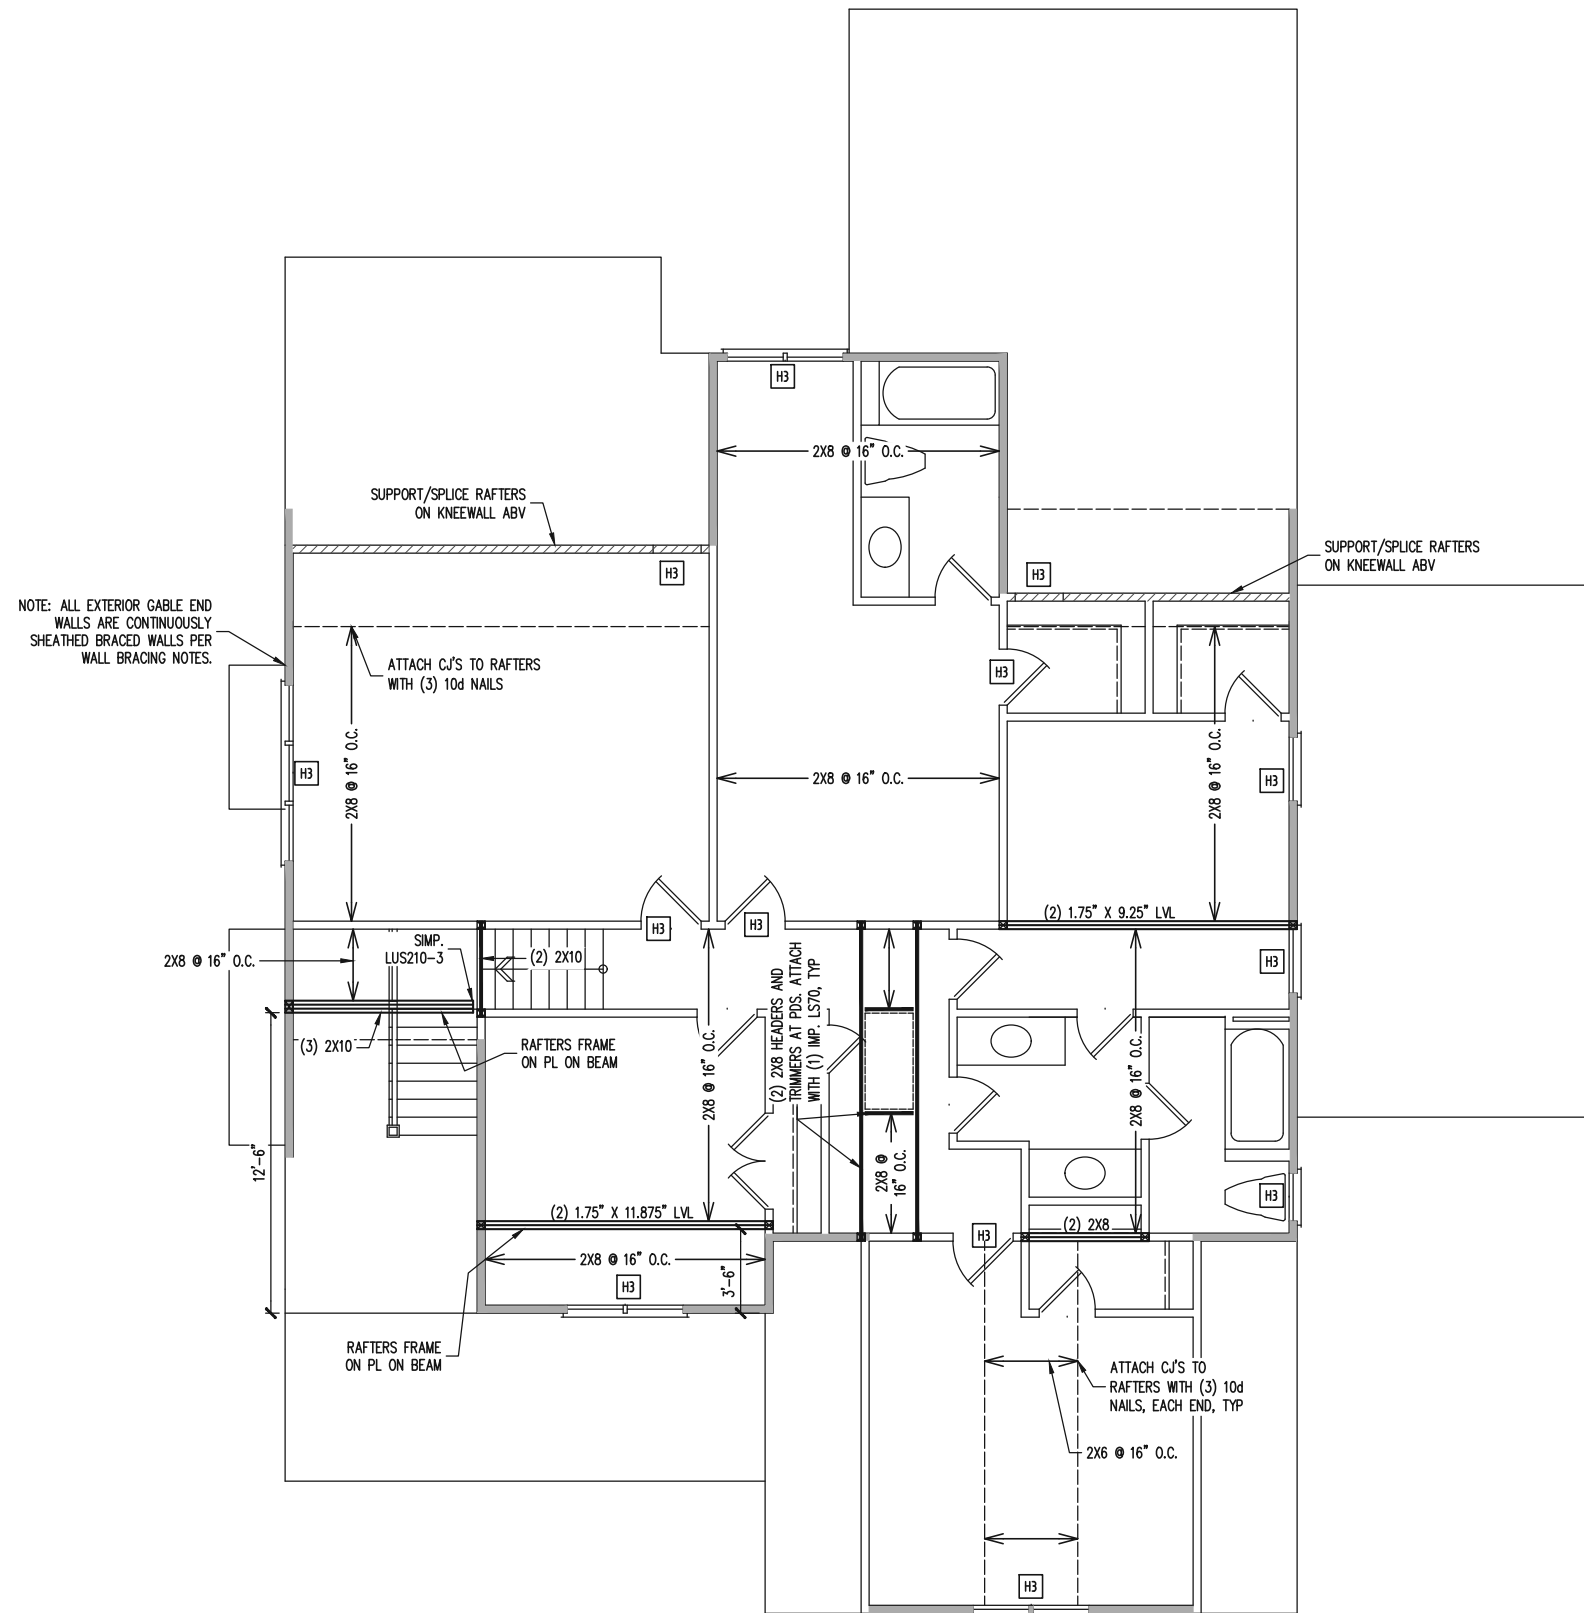 H3
2X8 @ 16" O.C.
SUPPORT/SPLICE RAFTERS
ON KNEEWALL ABV
H3
SUPPORT/SPLICE RAFTERS
ON KNEEWALL ABV
H3
NOTE: ALL EXTERIOR GABLE END
WALLS ARE CONTINUOUSLY
SHEATHED BRACED WALLS PER
WALL BRACING NOTES.
ATTACH CJ'S TO RAFTERS
WITH (3) 10d NAILS
H3
2X8 @ 16" O.C.
H3
2X8 @ 16" O.C.
2X8 @ 16" O.C.
H3
(2) 1.75" X 9.25" LVL
H3
H3
SIMP.
LUS210-3
2X8 @ 16" O.C.
(2) 2X10
H3
(2) 2X8 HEADERS AND
TRIMMERS AT PDS. ATTACH
WITH (1) IMP. LS70, TYP
(3) 2X10
RAFTERS FRAME
ON PL ON BEAM
2X8 @ 16" O.C.
2X8 @ 16" O.C.
12'-6"
2X8 @
16" O.C.
H3
(2) 1.75" X 11.875" LVL
(2) 2X8
H3
2X8 @ 16" O.C.
H3
3'-6"
RAFTERS FRAME
ON PL ON BEAM
ATTACH CJ'S TO
RAFTERS WITH (3) 10d
NAILS, EACH END, TYP
2X6 @ 16" O.C.
H3